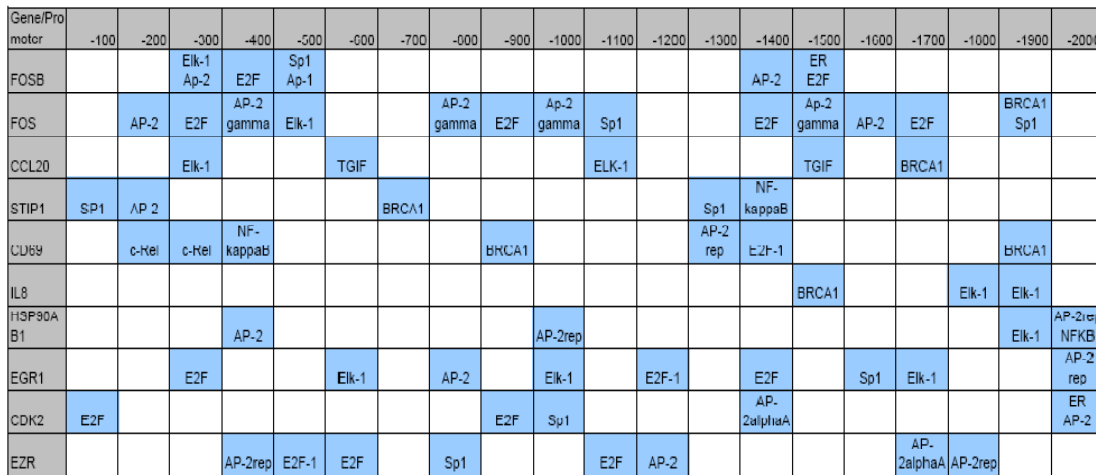 Gene/Pro
motor -100 -200 -300 -400 -500 -600 -700 -800 -900 -1000 -1100 -1200 -1300 -1400 -1500 -1600 -1700 -1800 -1900 -2000
Elk-1 Sp1 ER
FOSB Ap-2 E2F Ap-1 AP-2 E2F
AP-2 AP-2 Ap-2 Ap-2 BRCA1
FOS AP-2 E2F gamma Elk-1 gamma E2F gamma Sp1 E2F gamma AP-2 E2F Sp1
CCL20 Elk-1 TGIF ELK-1 TGIF BRCA1
NF-
STIP1 SP1 AP-2 BRCA1 Sp1 kappaB
NF- AP-2
CD69 c-Rel c-Rel kappaB BRCA1 rep E2F-1 BRCA1
IL8 BRCA1 Elk-1 Elk-1
HSP90A AP-2rep
B1 AP-2 AP-2rep Elk-1 NFKB
AP-2
EGR1 E2F Elk-1 AP-2 Elk-1 E2F-1 E2F Sp1 Elk-1 rep
AP- ER
CDK2 E2F E2F Sp1 2alphaA AP-2
AP-
EZR AP-2rep E2F-1 E2F Sp1 E2F AP-2 2alphaA AP-2rep